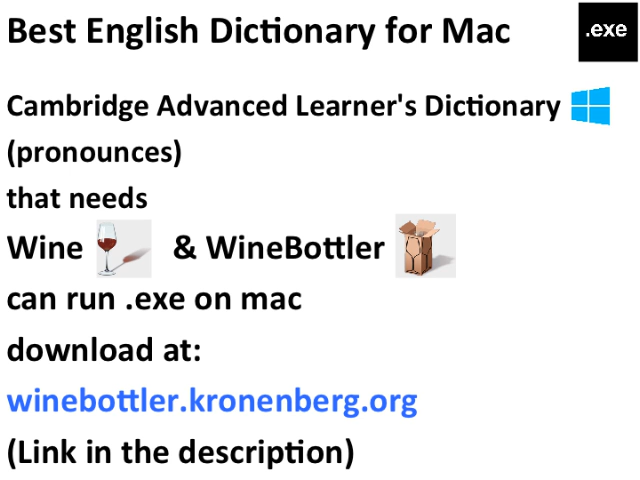 Best English Dictionary for Mac
.exe
Cambridge Advanced Learner's Dictionary
(pronounces)
that needs
Wine & WineBottler
can run .exe on mac
download at:
winebottler.kronenberg.org
(Link in the description)